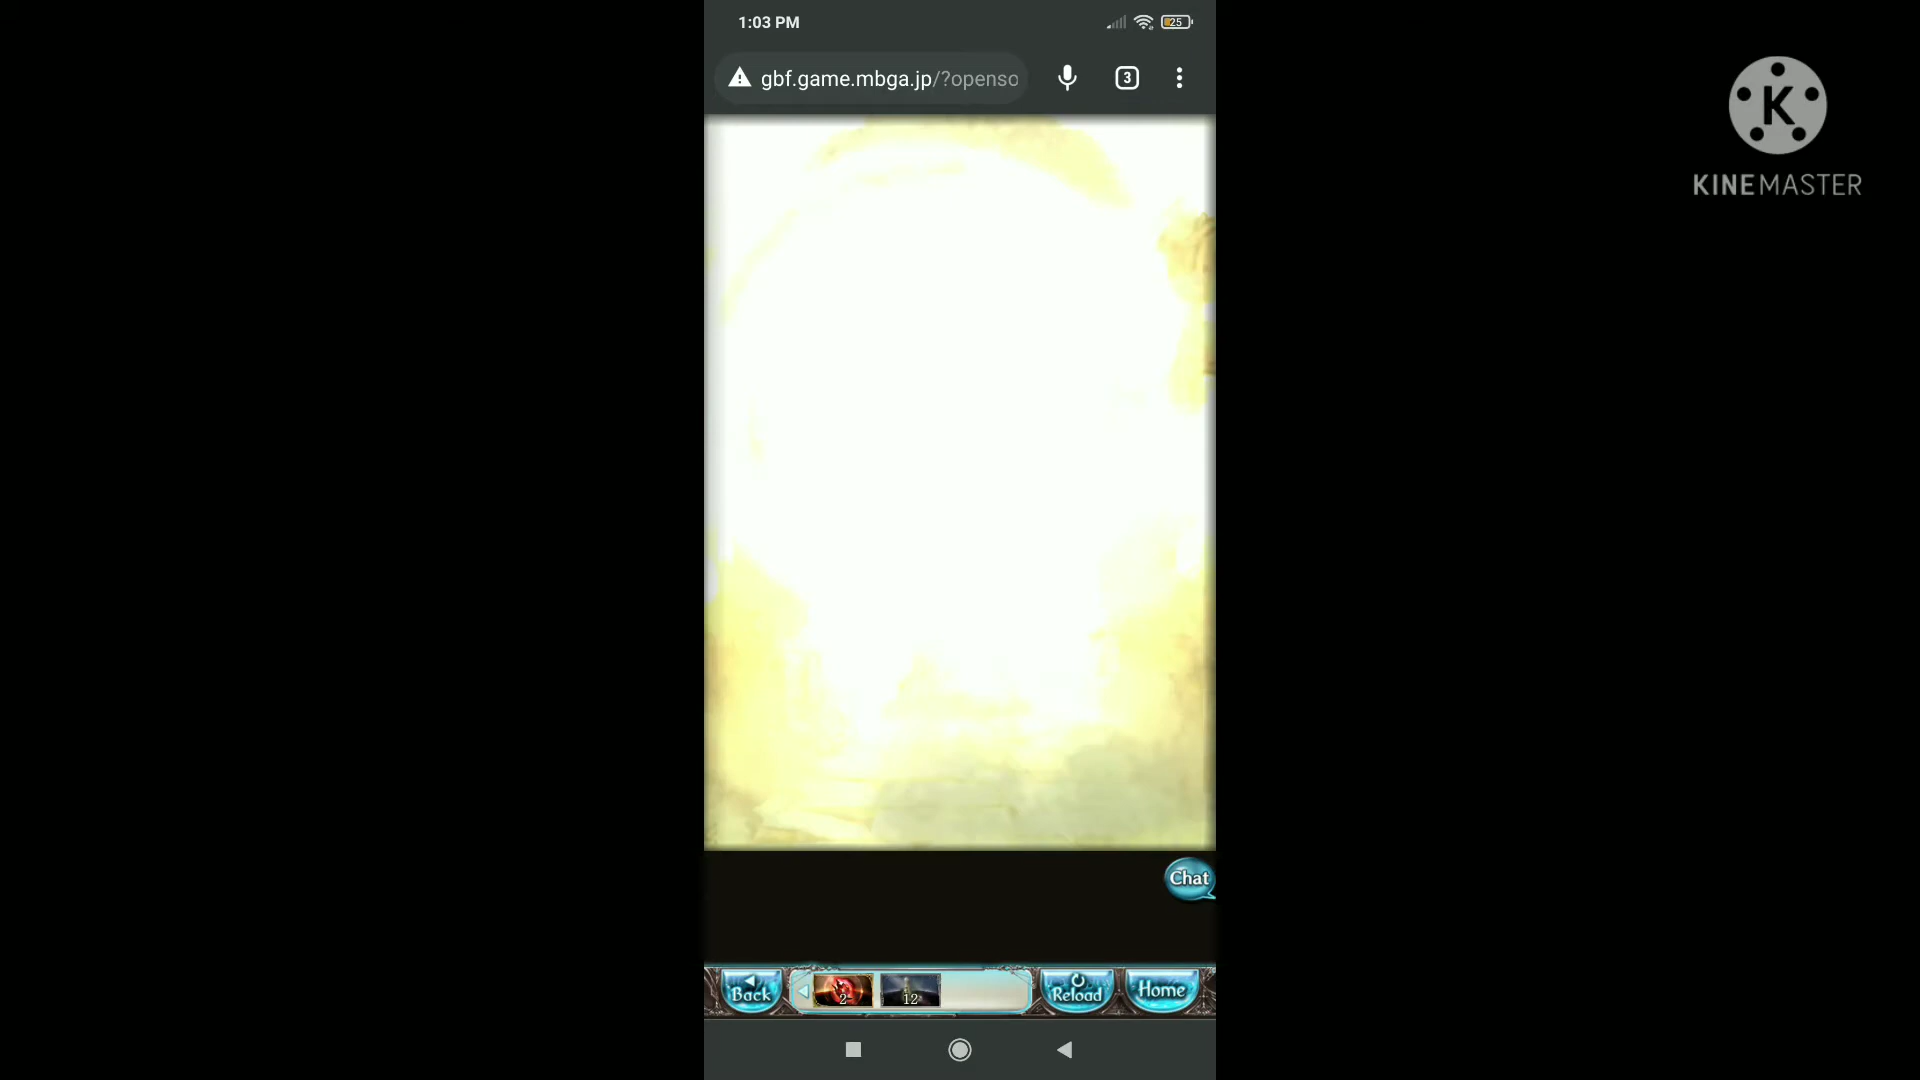 1:03 PM
25
gbf.game.mbga.jp/?openso
3
K
KINEMASTER
Chat
Back
2
12
Reload
Home